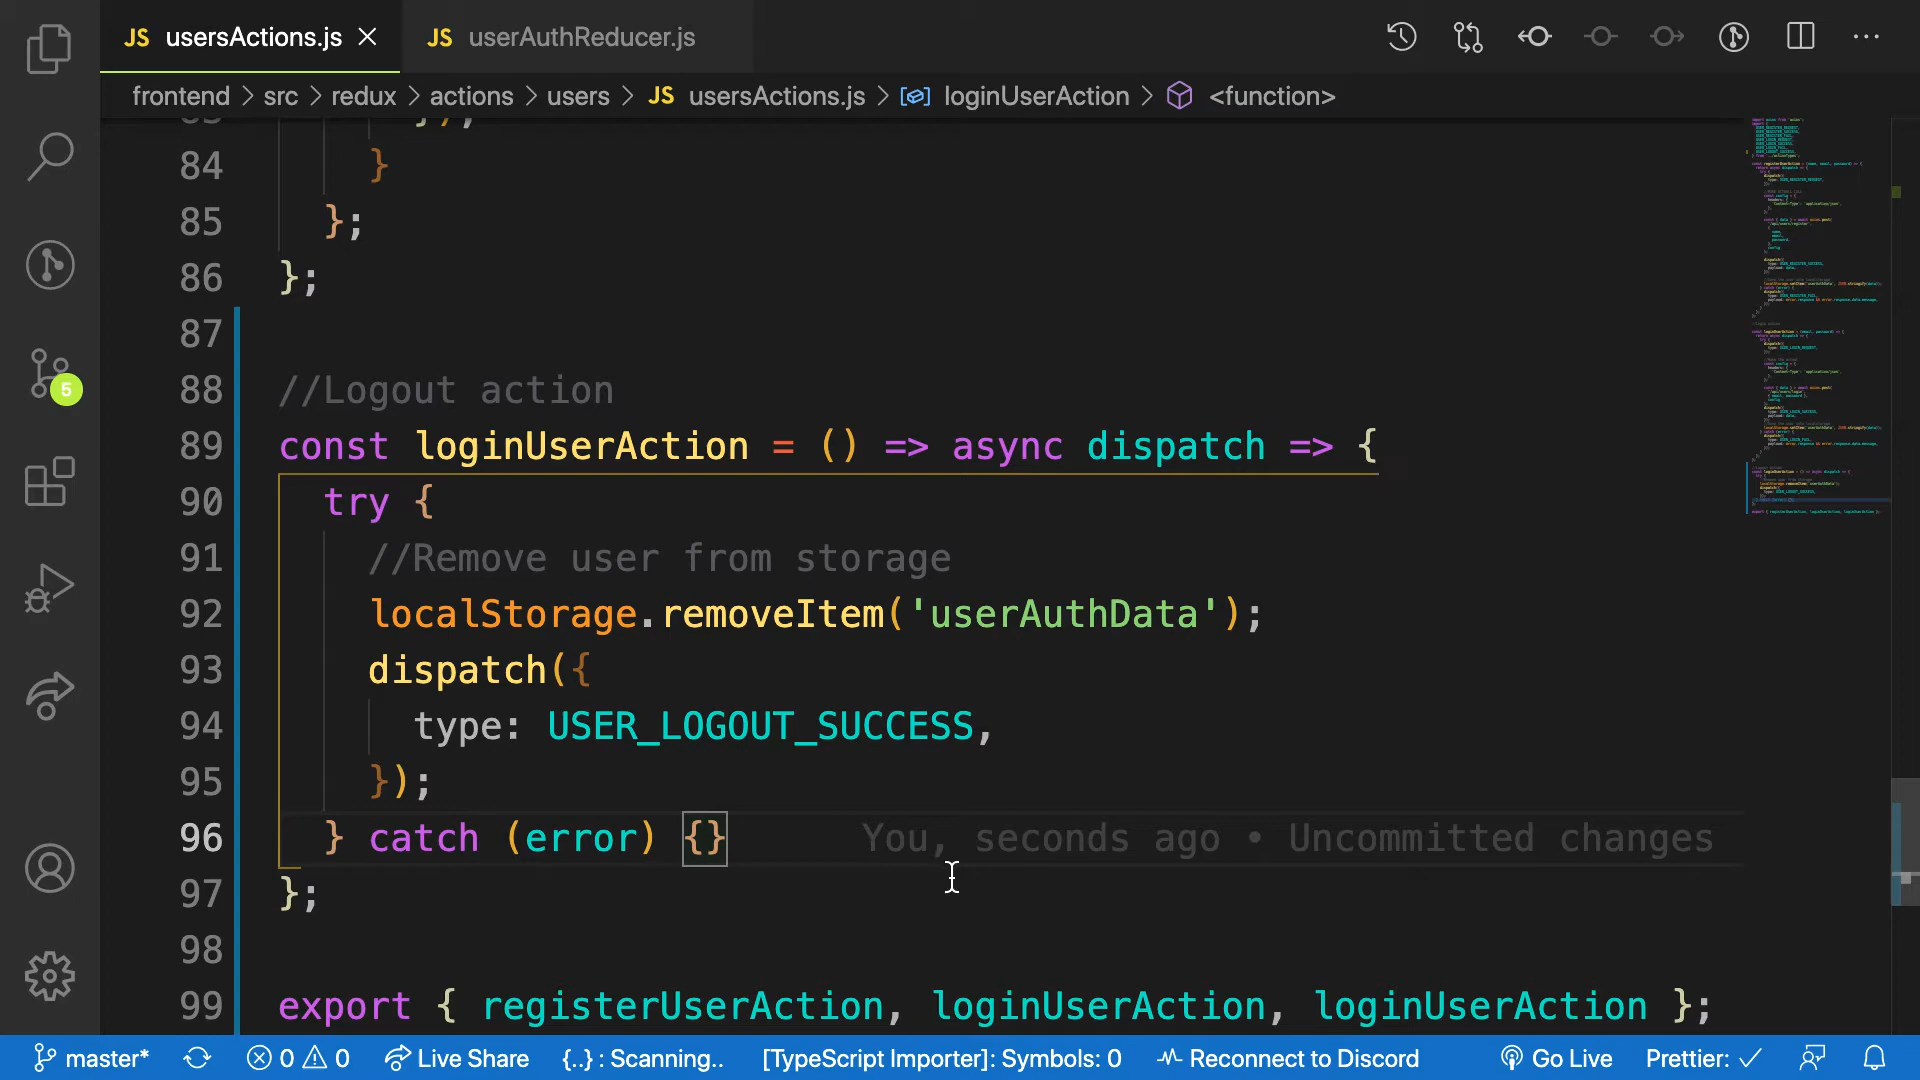 JS usersActions.js JS userAuthReducer.js
frontend > src > redux > actions > users > JS usersActions.js > loginUserAction > <function>
84 }
85 };
86 };
87
88 //Logout action
89 const loginUserAction = () => async dispatch => {
90 try {
91 //Remove user from storage
92 localStorage.removeItem('userAuthData');
93 dispatch({
94 type: USER_LOGOUT_SUCCESS,
95 });
96 } catch (error) {} You, seconds ago • Uncommitted changes
97 };
98
99 export { registerUserAction, loginUserAction, loginUserAction };
5
master* 0 0 Live Share {..} : Scanning.. [TypeScript Importer]: Symbols: 0 Reconnect to Discord Go Live Prettier: ✓